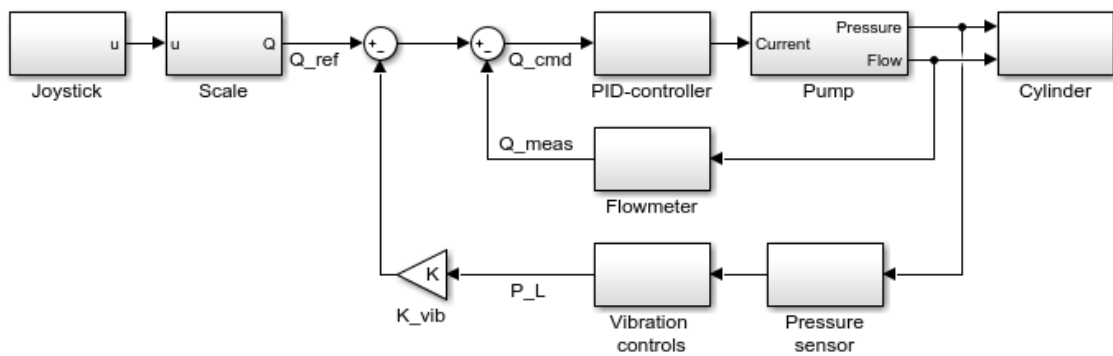 u
Joystick
u
Q
Scale
Q_ref
+
-
+
-
Q_cmd
PID-controller
Current
Pressure
Flow
Pump
Cylinder
Q_meas
Flowmeter
K
K_vib
P_L
Vibration
controls
Pressure
sensor